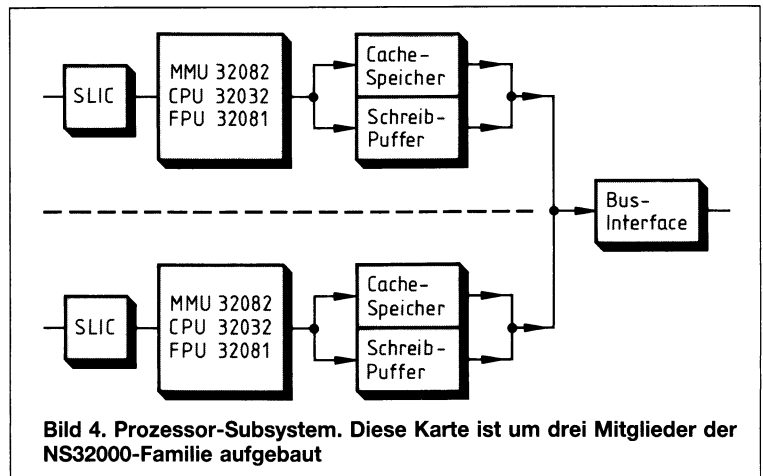 SLIC
MMU 32082
CPU 32032
FPU 32081
Cache-
Speicher
Schreib-
Puffer
Bus-
Interface
SLIC
MMU 32082
CPU 32032
FPU 32081
Cache-
Speicher
Schreib-
Puffer
Bild 4. Prozessor-Subsystem. Diese Karte ist um drei Mitglieder der
NS32000-Familie aufgebaut